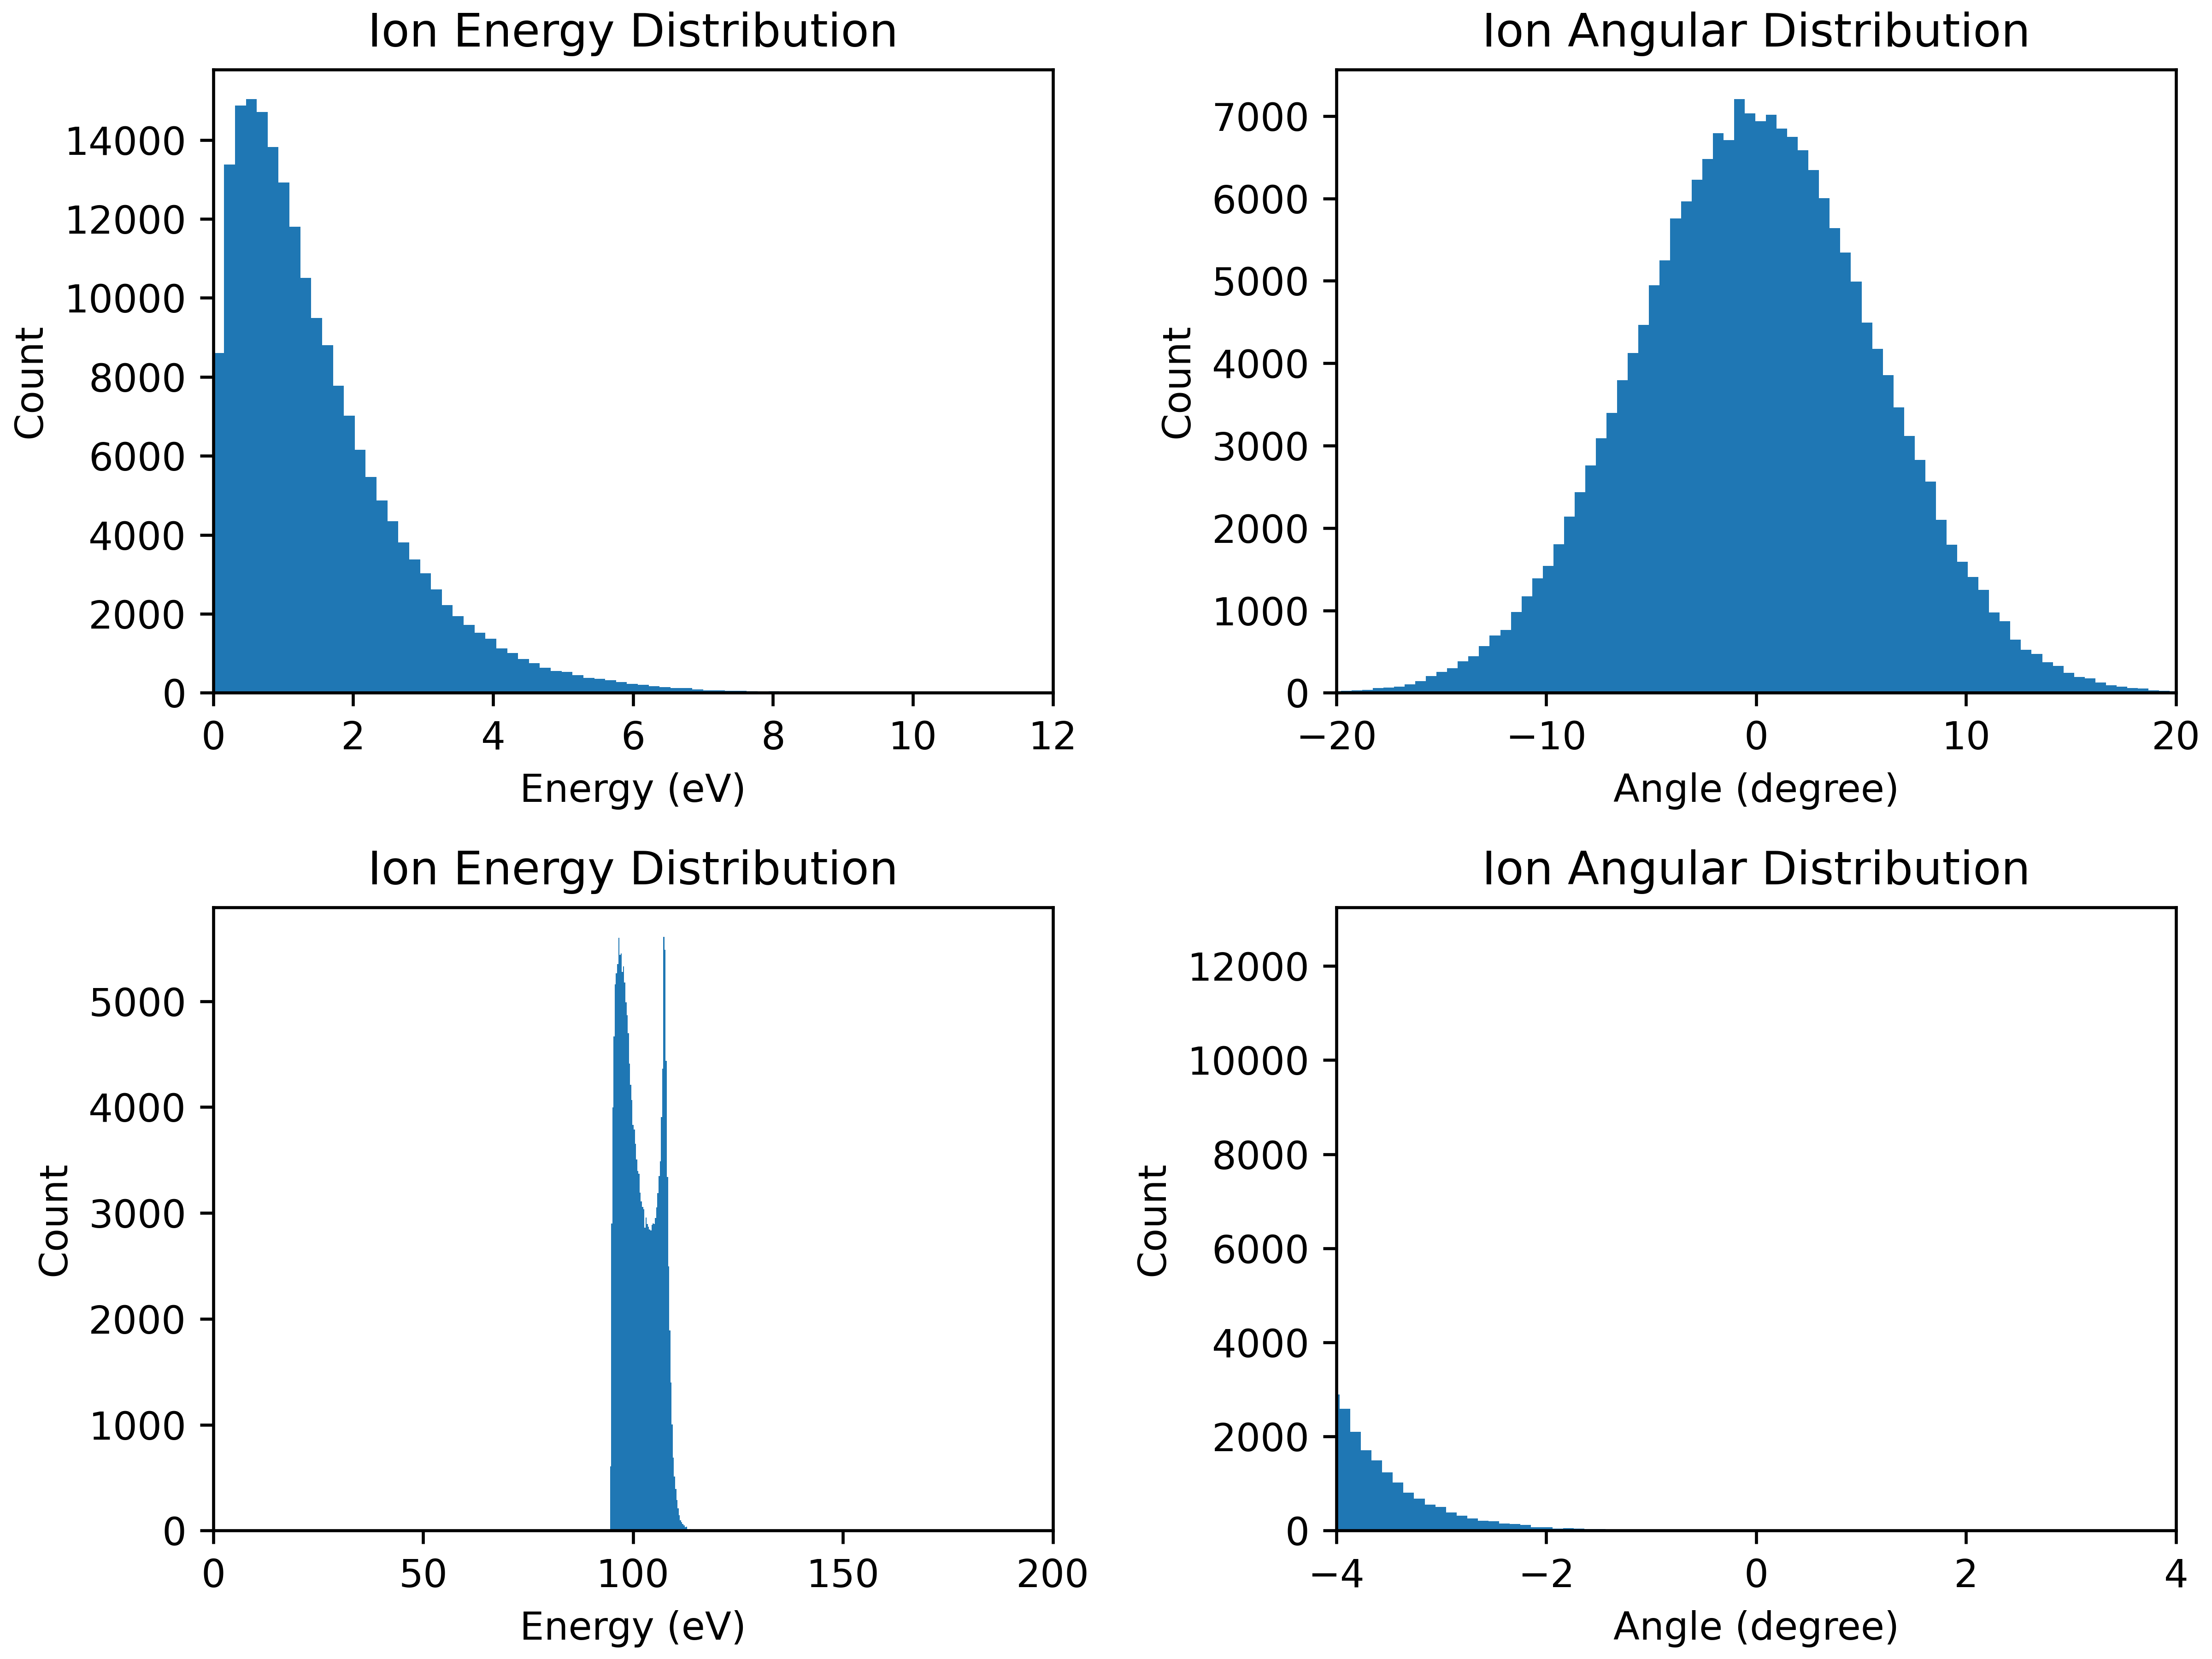 Ion Energy Distribution
Count
14000
12000
10000
8000
6000
4000
2000
0
0 2 4 6 8 10 12
Energy (eV)
Ion Angular Distribution
Count
7000
6000
5000
4000
3000
2000
1000
0
−20 −10 0 10 20
Angle (degree)
Ion Energy Distribution
Count
5000
4000
3000
2000
1000
0
0 50 100 150 200
Energy (eV)
Ion Angular Distribution
Count
12000
10000
8000
6000
4000
2000
0
−4 −2 0 2 4
Angle (degree)